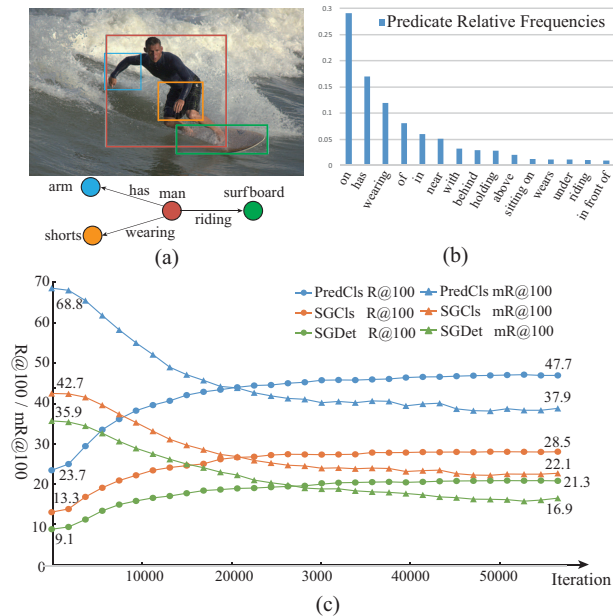 arm
has
man
surfboard
riding
shorts
wearing
(a)
0.3
0.25
0.2
0.15
0.1
0.05
0
Predicate Relative Frequencies
on
has
wearing
of
in
near
with
behind
holding
above
sitting on
wears
under
riding
in front of
(b)
R@100 / mR@100
70
60
50
40
30
20
10
0
PredCls R@100
PredCls mR@100
SGCls R@100
SGCls mR@100
SGDet R@100
SGDet mR@100
68.8
42.7
35.9
23.7
13.3
9.1
47.7
37.9
28.5
22.1
21.3
16.9
10000
20000
3000
40000
50000
Iteration
(c)